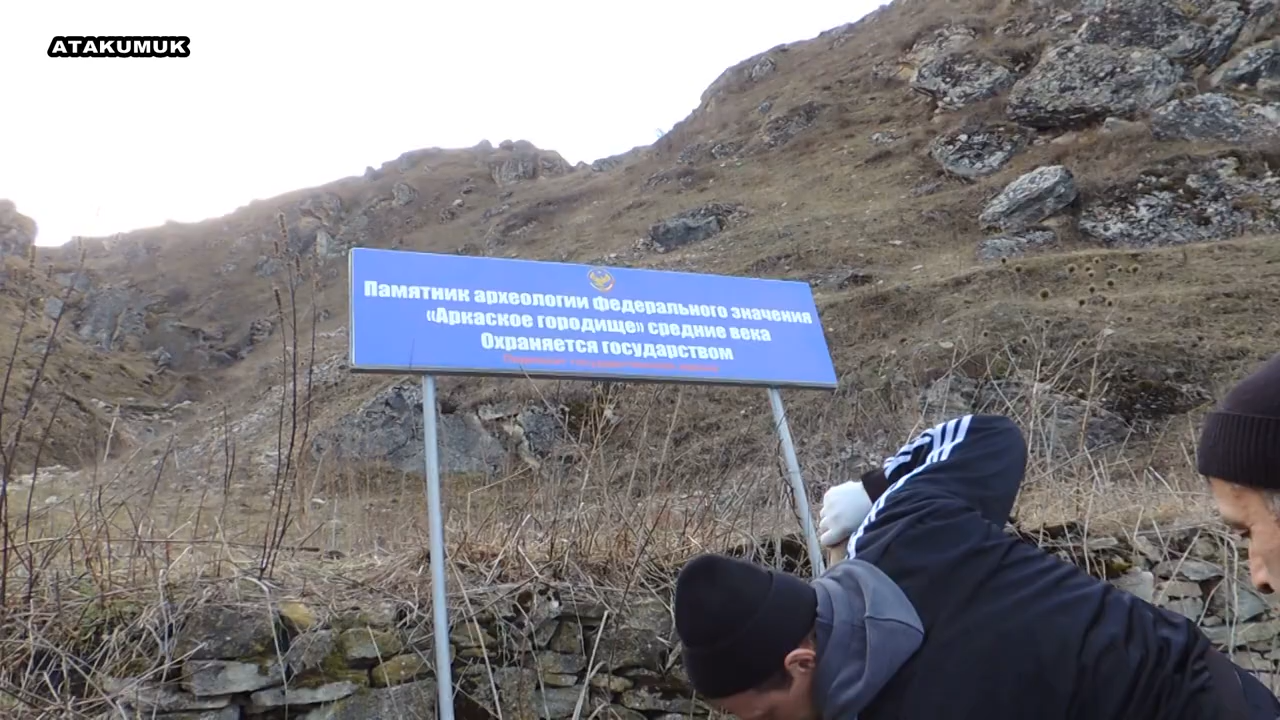 ATAKUMUK
Памятник археологии федерального значения
«Аркаское городище» средние века
Охраняется государством